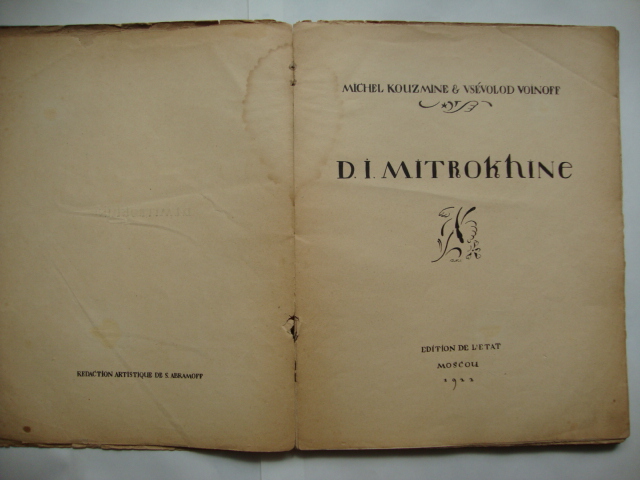 REDACTION ARTISTIQUE DE S. ABRAMOFF
MICHEL KOUZMINE & VSÉVOLOD VOINOFF
D. I. MITROKHINE
EDITION DE L'ETAT
MOSCOU
1922